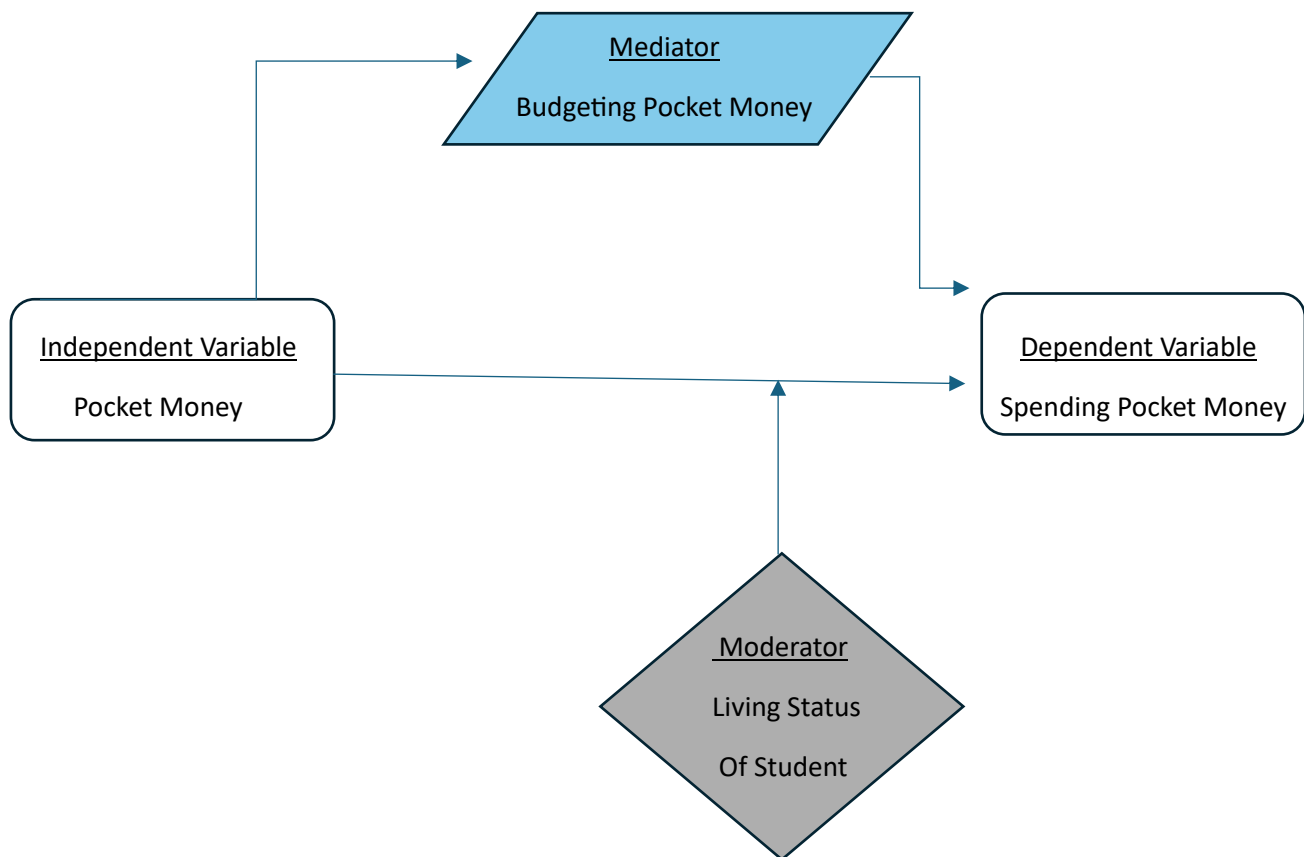 Mediator
Budgeting Pocket Money
Independent Variable
Pocket Money
Dependent Variable
Spending Pocket Money
Moderator
Living Status
Of Student